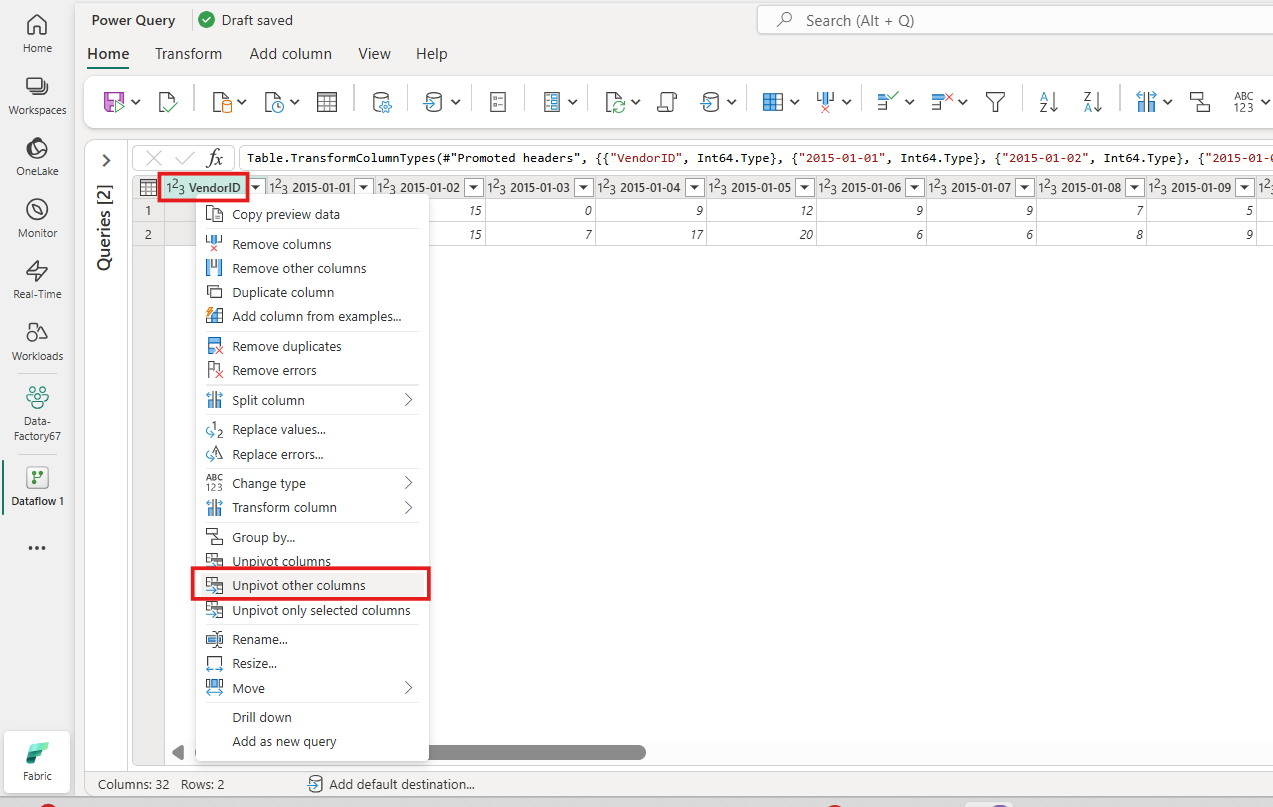 Power Query
Draft saved
Search (Alt + Q)
Home
Transform
Add column
View
Help
Home
Workspaces
OneLake
Monitor
Real-Time
Workloads
Data-
Factory67
Dataflow 1
Fabric
A
Z
Z
A
ABC
123
Queries [2]
fx
Table.TransformColumnTypes(#"Promoted headers", {{"VendorID", Int64.Type}, {"2015-01-01", Int64.Type}, {"2015-01-02", Int64.Type}, {"2015-01-0
123 VendorID 123 2015-01-01 123 2015-01-02 123 2015-01-03 123 2015-01-04 123 2015-01-05 123 2015-01-06 123 2015-01-07 123 2015-01-08 123 2015-01-09 123
1 15 0 9 12 9 9 7 5
2 15 7 17 20 6 6 8 9
Copy preview data
Remove columns
Remove other columns
Duplicate column
Add column from examples...
Remove duplicates
Remove errors
Split column
Replace values...
Replace errors...
ABC
123
Change type
Transform column
Group by...
Unpivot columns
Unpivot other columns
Unpivot only selected columns
Rename...
Resize...
Move
Drill down
Add as new query
Columns: 32 Rows: 2
Add default destination...